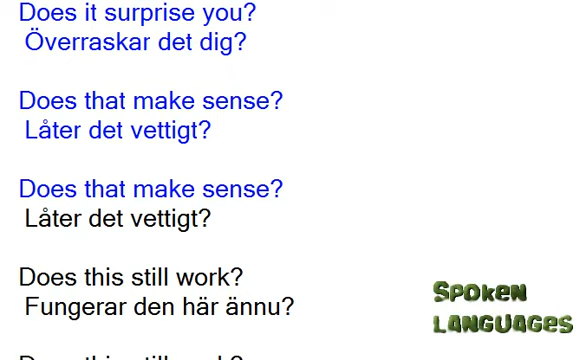 Does it surprise you?
Överraskar det dig?
Does that make sense?
Låter det vettigt?
Does that make sense?
Låter det vettigt?
Does this still work?
Fungerar den här ännu?
Spoken
Languages